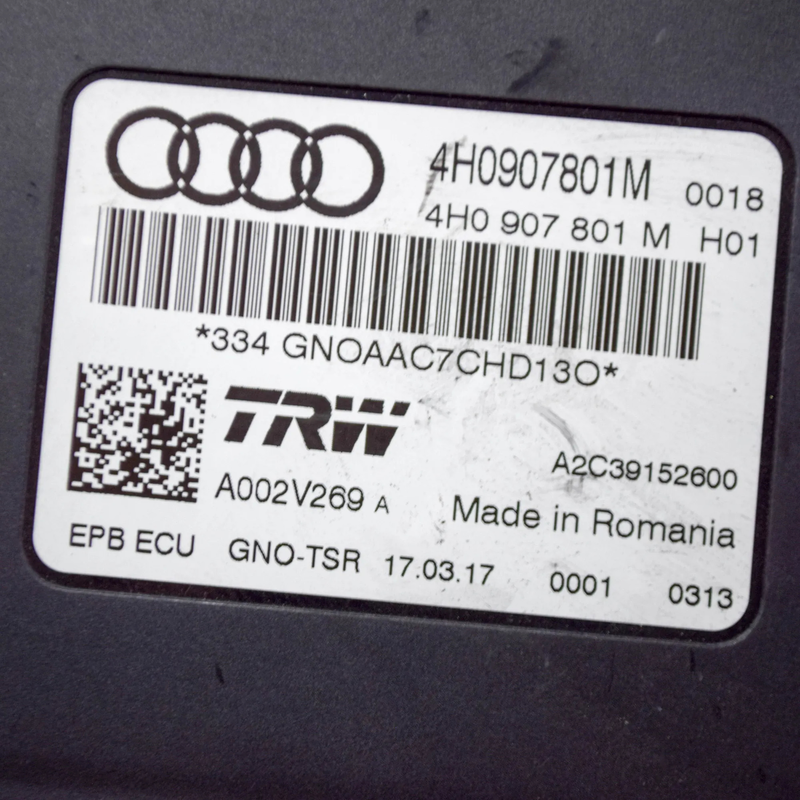 4H0907801M 0018
4H0 907 801 M H01
*334 GNOAAC7CHD13O*
TRW
A2C39152600
A002V269 A
Made in Romania
EPB ECU GNO-TSR 17.03.17 0001 0313